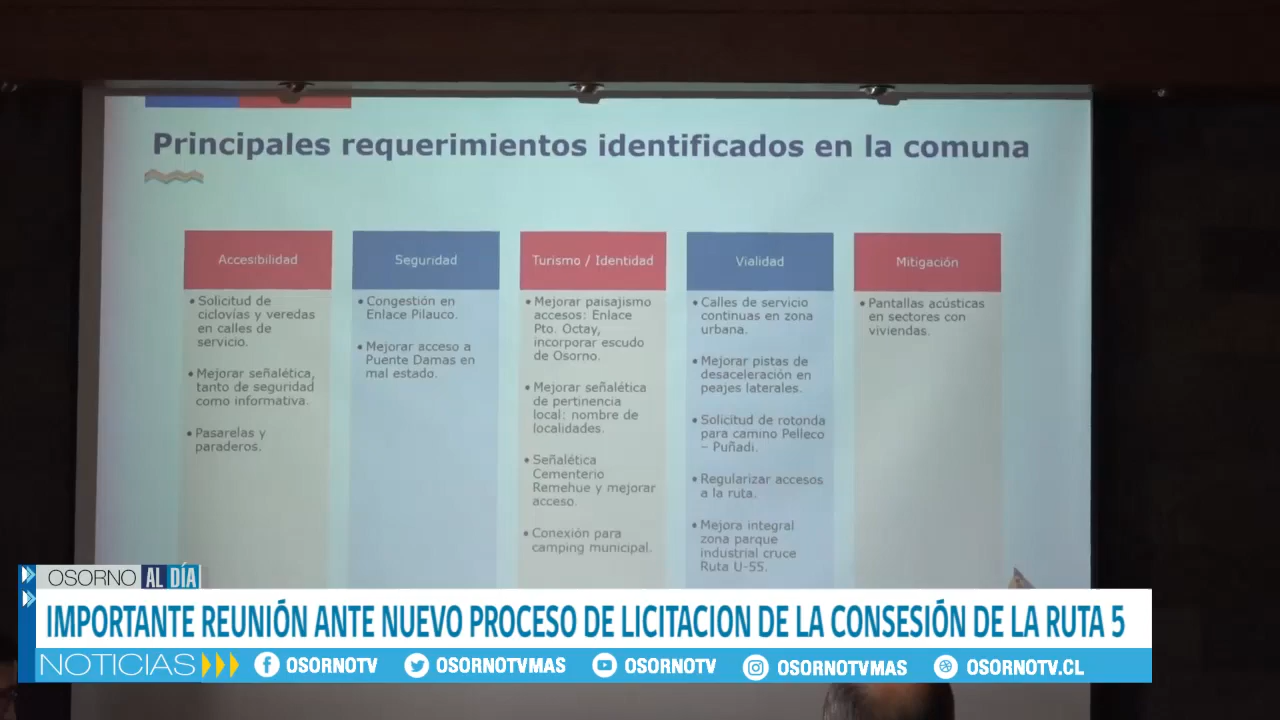 Principales requerimientos identificados en la comuna
Accesibilidad
• Solicitud de
ciclovías y veredas
en calles de
servicio.
• Mejorar señalética,
tanto de seguridad
como informativa.
• Pasarelas y
paraderos.
Seguridad
• Congestión en
Enlace Pilauco.
• Mejorar acceso a
Puente Damas en
mal estado.
Turismo / Identidad
• Mejorar paisajismo
accesos: Enlace
Pto. Octay,
incorporar escudo
de Osorno.
• Mejorar señalética
de pertinencia
local: nombre de
localidades.
• Señalética
Cementerio
Remehue y mejorar
acceso.
• Conexión para
camping municipal.
Vialidad
• Calles de servicio
continuas en zona
urbana.
• Mejorar pistas de
desaceleración en
peajes laterales.
• Solicitud de rotonda
para camino Pelleco
– Puñadi.
• Regularizar accesos
a la ruta.
• Mejora integral
zona parque
industrial cruce
Ruta U-55.
Mitigación
• Pantallas acústicas
en sectores con
viviendas.
OSORNO AL DÍA
IMPORTANTE REUNIÓN ANTE NUEVO PROCESO DE LICITACION DE LA CONSESIÓN DE LA RUTA 5
NOTICIAS OSORNOTV OSORNOTVMAS OSORNOTV OSORNOTVMAS OSORNOTV.CL